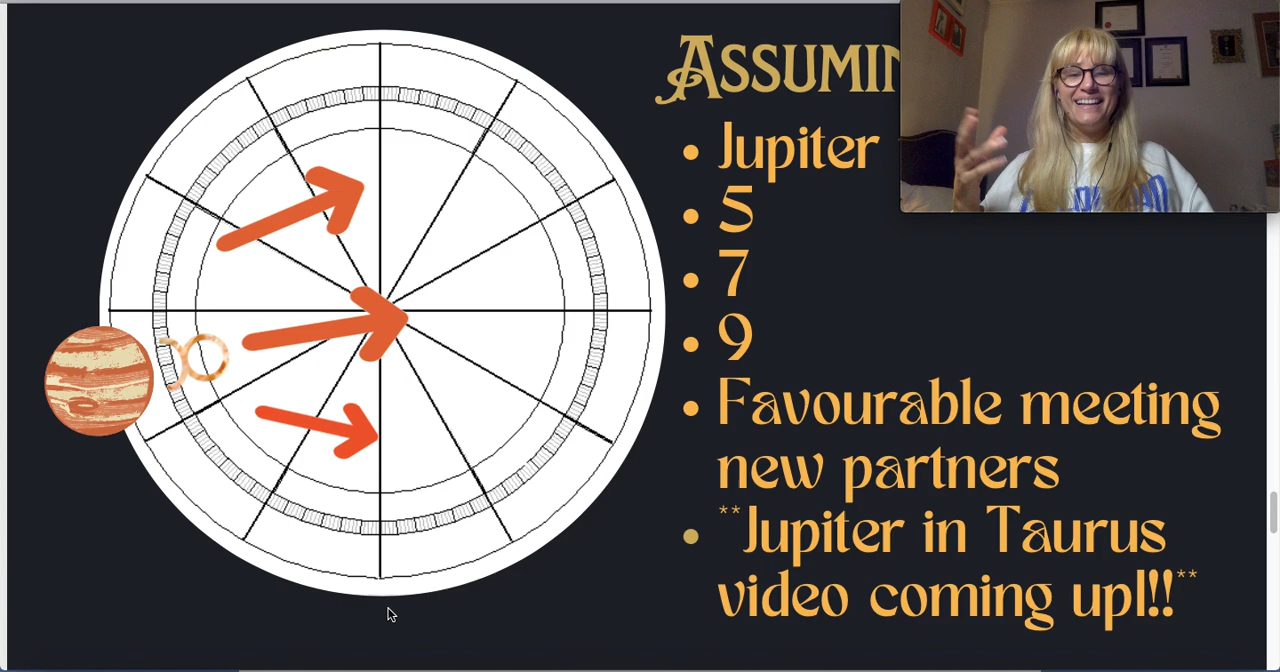 ASSUMIN
• Jupiter
• 5
• 7
• 9
• Favourable meeting
new partners
• **Jupiter in Taurus
video coming up!!!**